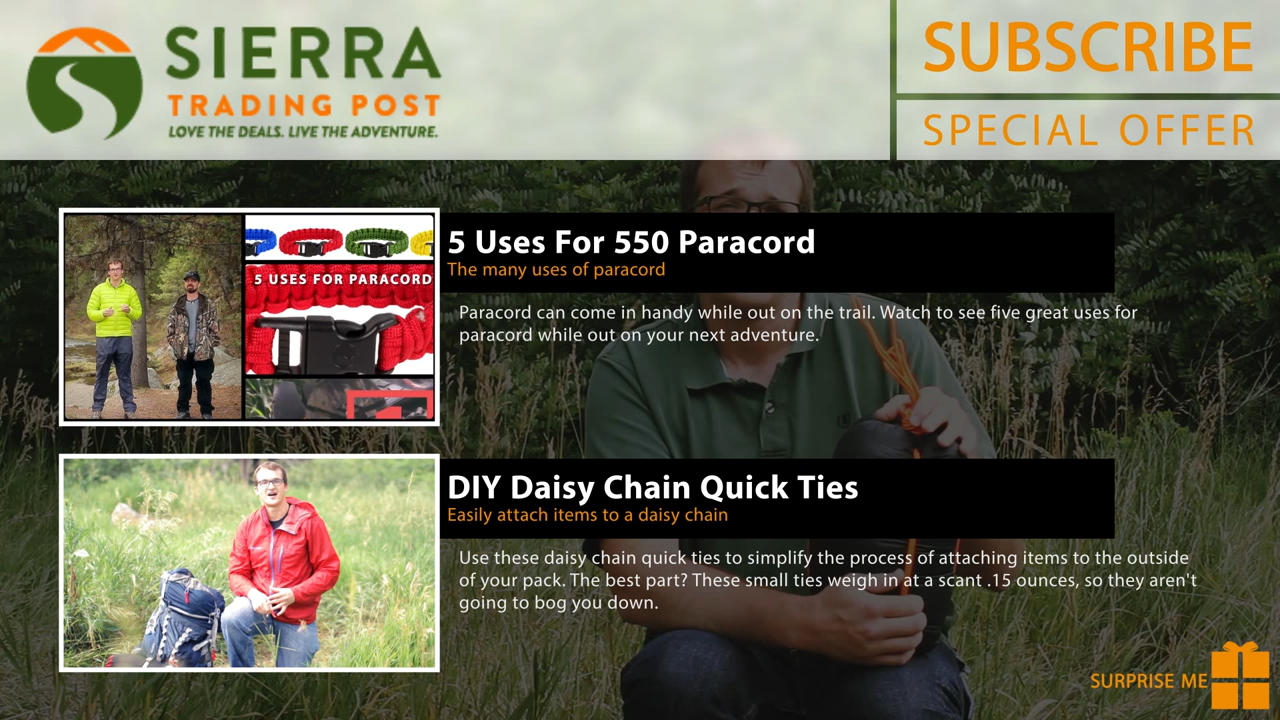 SIERRA
TRADING POST
LOVE THE DEALS. LIVE THE ADVENTURE.
SUBSCRIBE
SPECIAL OFFER
5 USES FOR PARACORD
5 Uses For 550 Paracord
The many uses of paracord
Paracord can come in handy while out on the trail. Watch to see five great uses for
paracord while out on your next adventure.
DIY Daisy Chain Quick Ties
Easily attach items to a daisy chain
Use these daisy chain quick ties to simplify the process of attaching items to the outside
of your pack. The best part? These small ties weigh in at a scant .15 ounces, so they aren't
going to bog you down.
SURPRISE ME